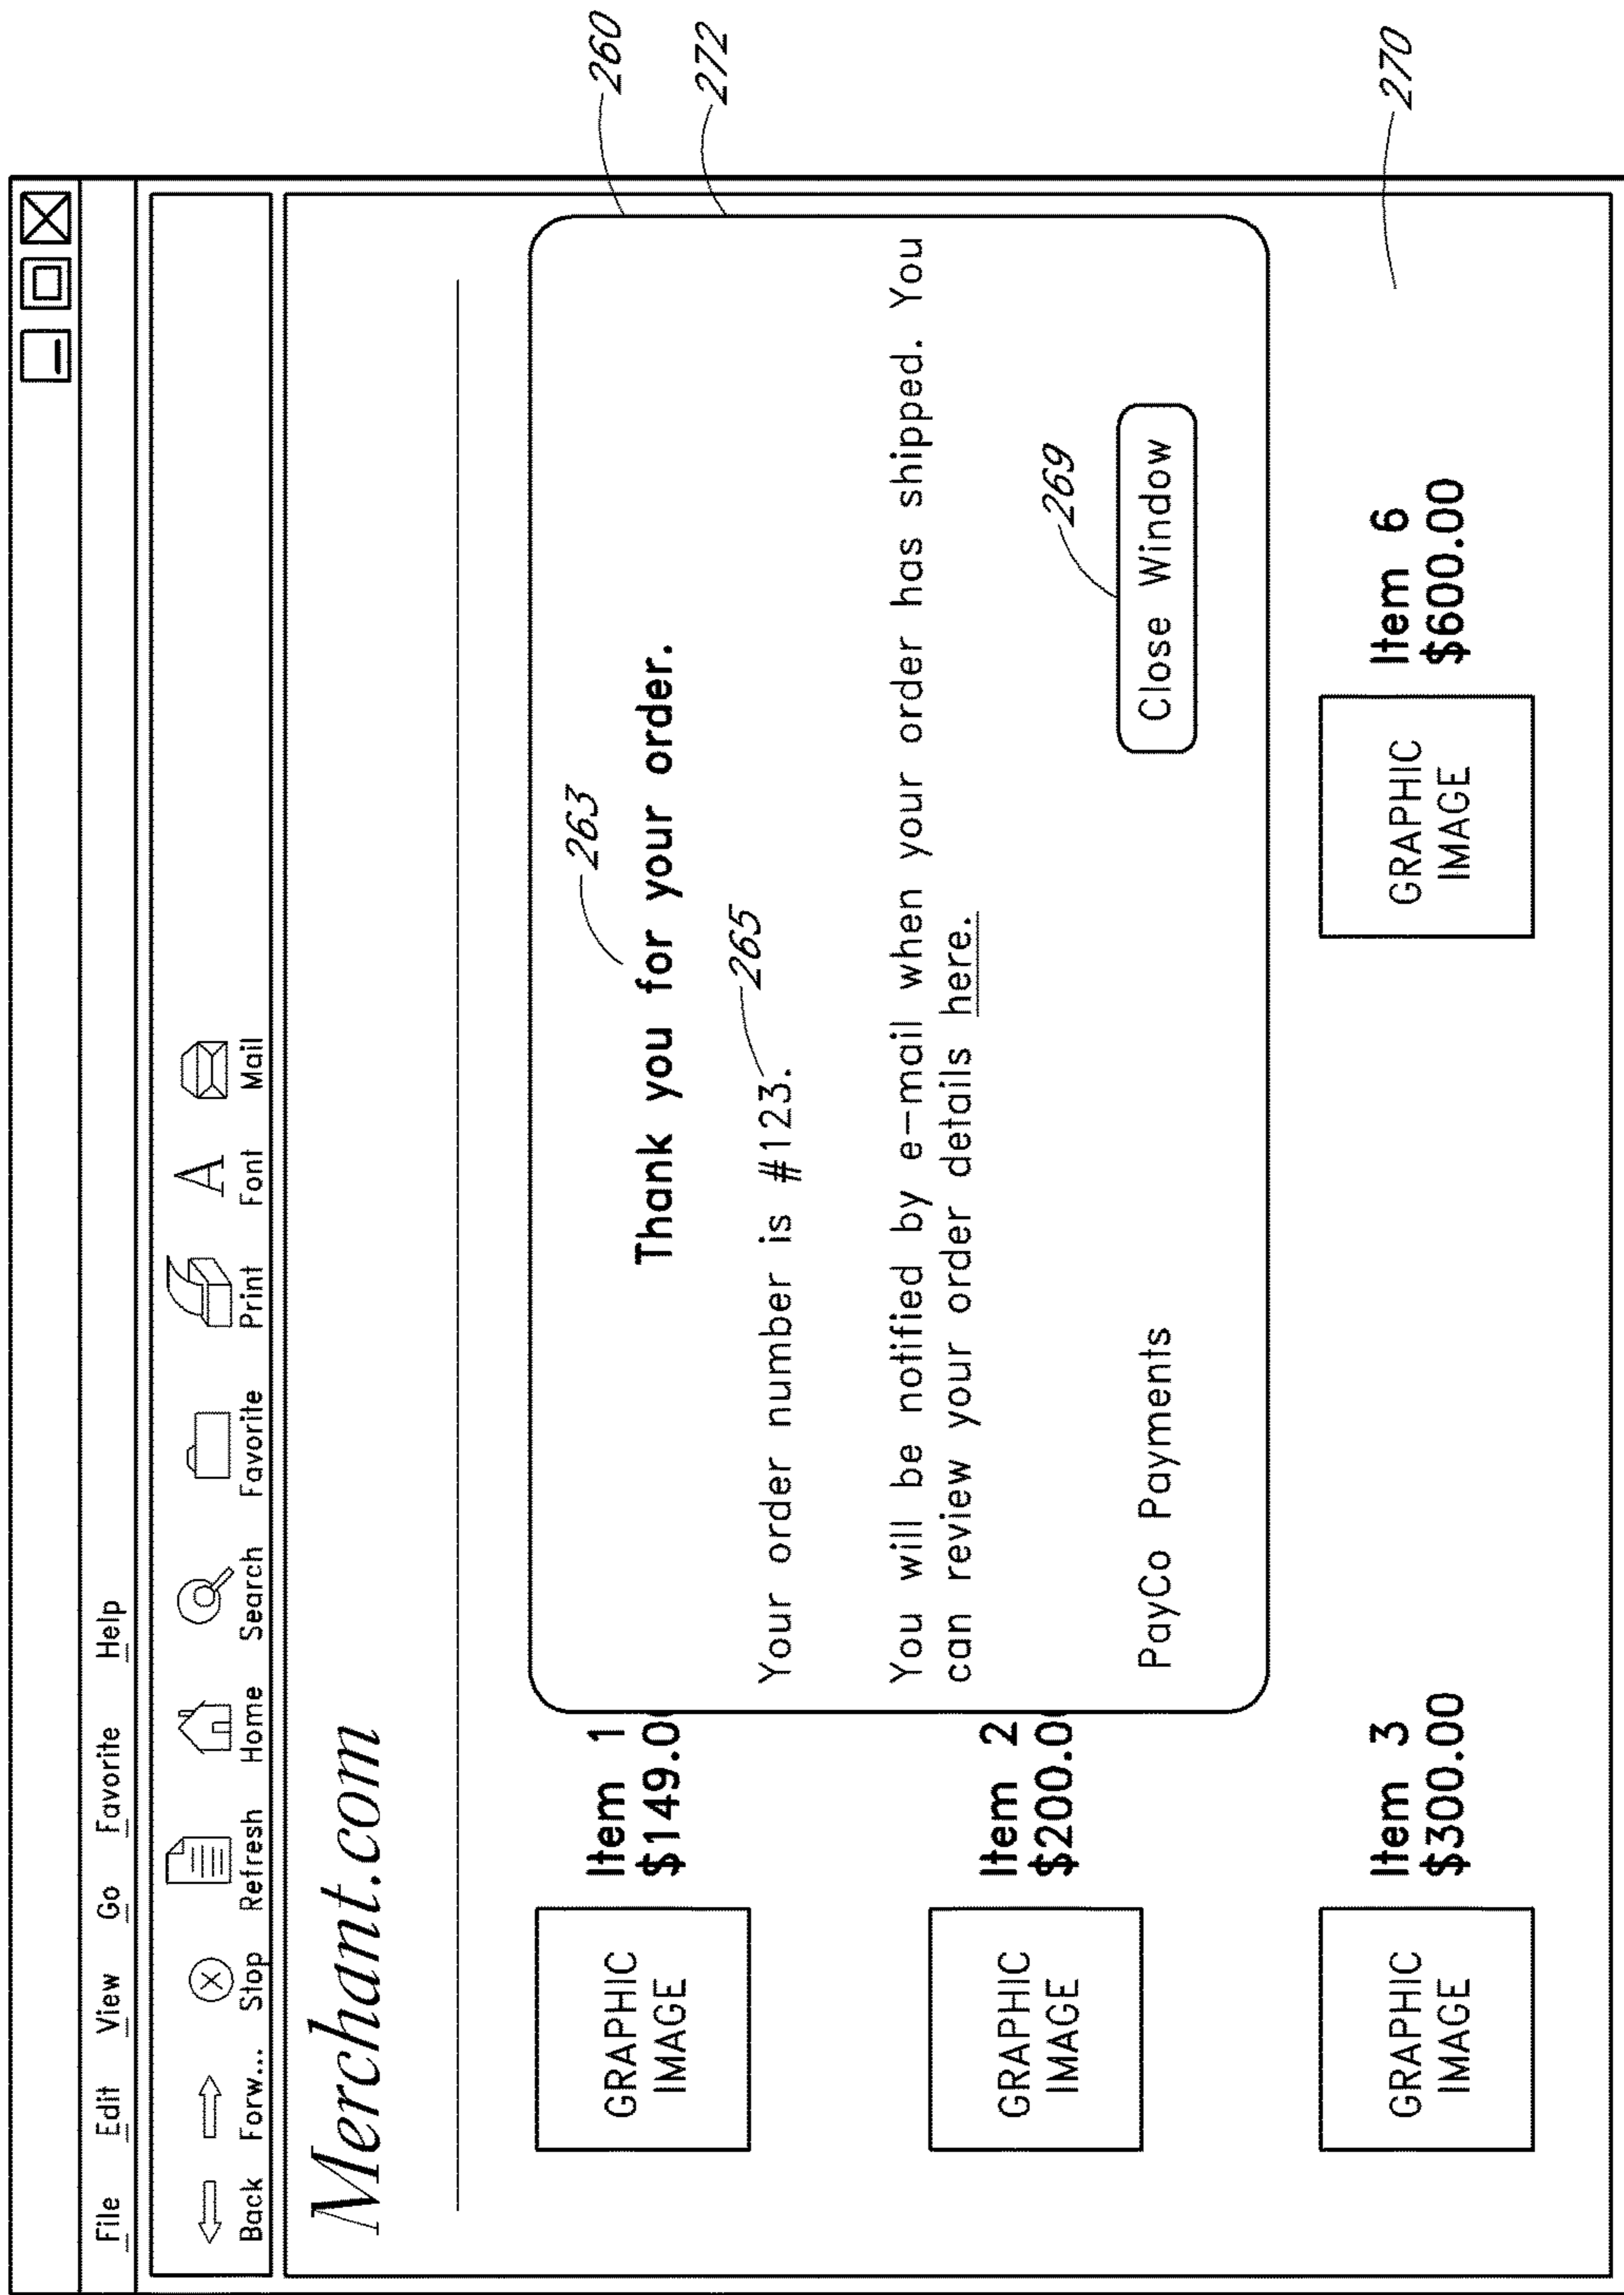 File Edit View Go Favorite Help
Back Forw... Stop Refresh Home Search Favorite Print Font Mail
Merchant.com
260
272
GRAPHIC
IMAGE
Item 1
$149.0
263
Thank you for your order.
265
Your order number is #123.
GRAPHIC
IMAGE
Item 2
$200.0
You will be notified by e-mail when your order has shipped. You
can review your order details here.
269
PayCo Payments
Close Window
GRAPHIC
IMAGE
Item 3
$300.00
GRAPHIC
IMAGE
Item 6
$600.00
270